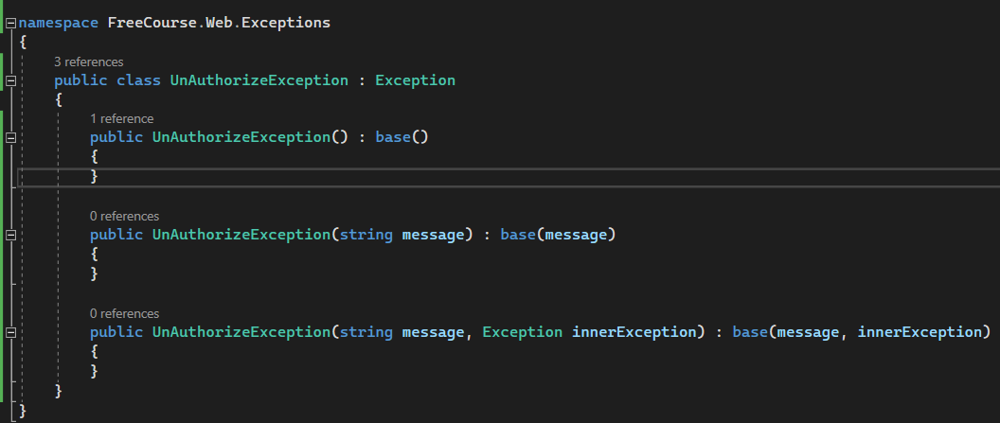 namespace FreeCourse.Web.Exceptions
{
3 references
public class UnAuthorizeException : Exception
{
1 reference
public UnAuthorizeException() : base()
{
}
0 references
public UnAuthorizeException(string message) : base(message)
{
}
0 references
public UnAuthorizeException(string message, Exception innerException) : base(message, innerException)
{
}
}
}